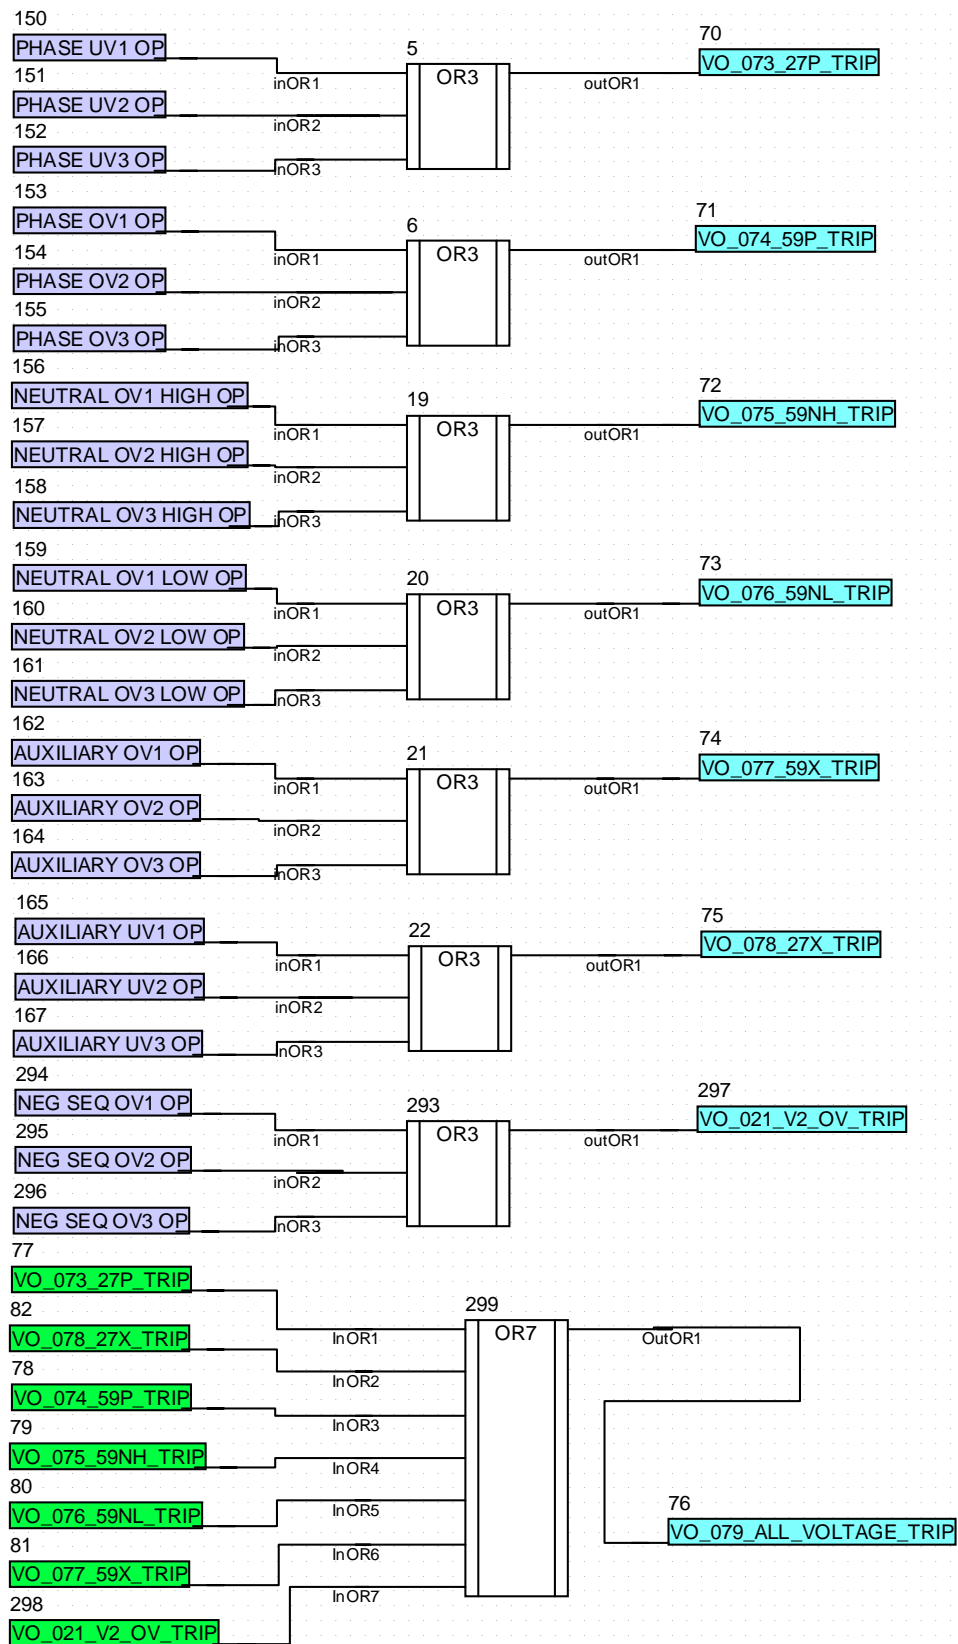 150
PHASE UV1 OP
151
PHASE UV2 OP
152
PHASE UV3 OP
5
OR3
inOR1
inOR2
inOR3
outOR1
70
VO_073_27P_TRIP
153
PHASE OV1 OP
154
PHASE OV2 OP
155
PHASE OV3 OP
6
OR3
inOR1
inOR2
inOR3
outOR1
71
VO_074_59P_TRIP
156
NEUTRAL OV1 HIGH OP
157
NEUTRAL OV2 HIGH OP
158
NEUTRAL OV3 HIGH OP
19
OR3
inOR1
inOR2
inOR3
outOR1
72
VO_075_59NH_TRIP
159
NEUTRAL OV1 LOW OP
160
NEUTRAL OV2 LOW OP
161
NEUTRAL OV3 LOW OP
20
OR3
inOR1
inOR2
inOR3
outOR1
73
VO_076_59NL_TRIP
162
AUXILIARY OV1 OP
163
AUXILIARY OV2 OP
164
AUXILIARY OV3 OP
21
OR3
inOR1
inOR2
inOR3
outOR1
74
VO_077_59X_TRIP
165
AUXILIARY UV1 OP
166
AUXILIARY UV2 OP
167
AUXILIARY UV3 OP
22
OR3
inOR1
inOR2
inOR3
outOR1
75
VO_078_27X_TRIP
294
NEG SEQ OV1 OP
295
NEG SEQ OV2 OP
296
NEG SEQ OV3 OP
293
OR3
inOR1
inOR2
inOR3
outOR1
297
VO_021_V2_OV_TRIP
77
VO_073_27P_TRIP
82
VO_078_27X_TRIP
78
VO_074_59P_TRIP
79
VO_075_59NH_TRIP
80
VO_076_59NL_TRIP
81
VO_077_59X_TRIP
298
VO_021_V2_OV_TRIP
299
OR7
InOR1
InOR2
InOR3
InOR4
InOR5
InOR6
InOR7
OutOR1
76
VO_079_ALL_VOLTAGE_TRIP